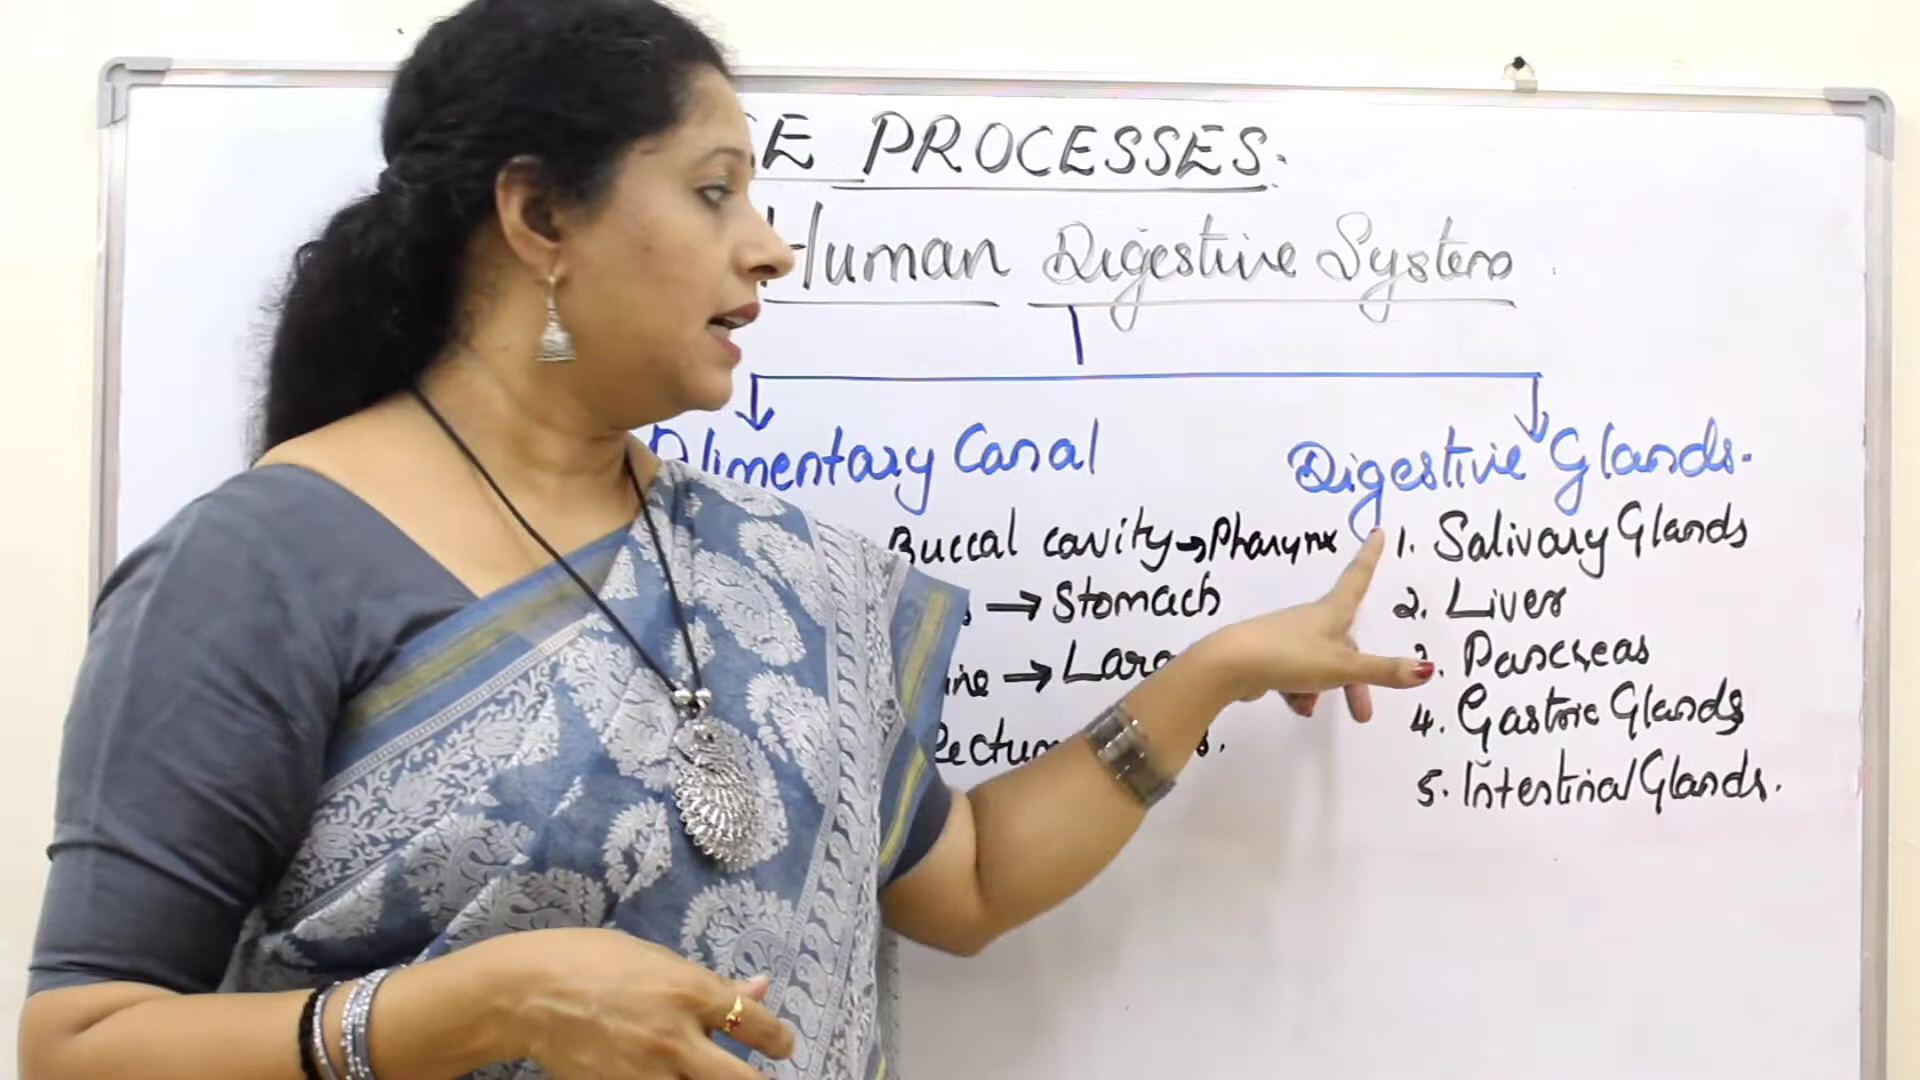 PROCESSES.
Human Digestive System
Alimentary Canal
Digestive Glands.
Buccal cavity → Pharynx
→ Stomach
→
1. Salivary Glands
2. Liver
3. Pancreas
4. Gastric Glands
5. Intestinal Glands.